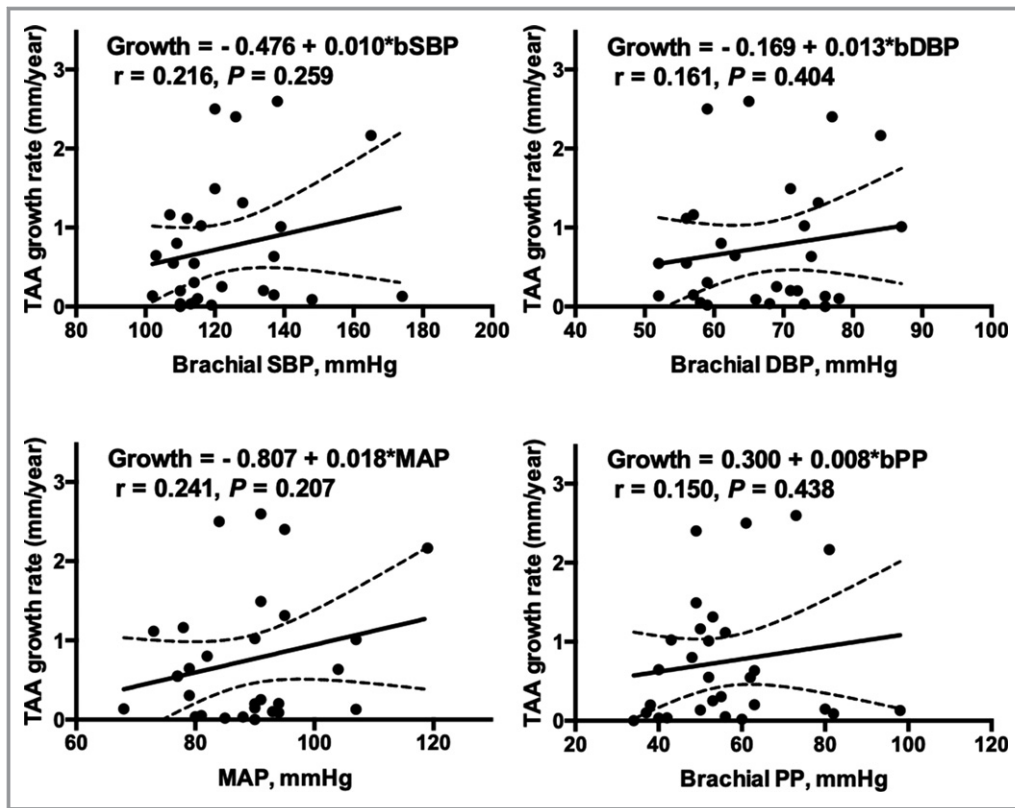 Growth = - 0.476 + 0.010*bSBP
r = 0.216, P = 0.259
TAA growth rate (mm/year)
3
2
1
0
80 100 120 140 160 180 200
Brachial SBP, mmHg
Growth = - 0.169 + 0.013*bDBP
r = 0.161, P = 0.404
TAA growth rate (mm/year)
3
2
1
0
40 50 60 70 80 90 100
Brachial DBP, mmHg
Growth = - 0.807 + 0.018*MAP
r = 0.241, P = 0.207
TAA growth rate (mm/year)
3
2
1
0
60 80 100 120
MAP, mmHg
Growth = 0.300 + 0.008*bPP
r = 0.150, P = 0.438
TAA growth rate (mm/year)
3
2
1
0
20 40 60 80 100 120
Brachial PP, mmHg